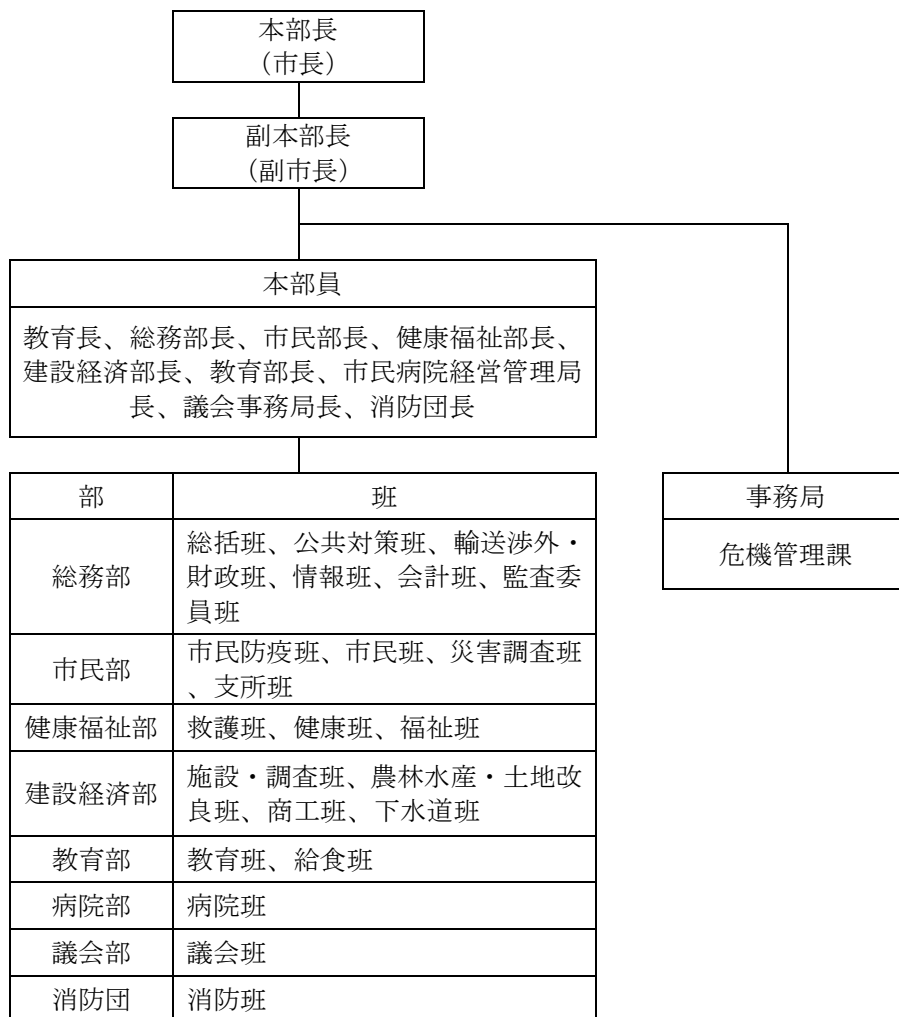 本部長
（市長）
副本部長
（副市長）
本部員
教育長、総務部長、市民部長、健康福祉部長、
建設経済部長、教育部長、市民病院経営管理局
長、議会事務局長、消防団長
部
班
総務部
総括班、公共対策班、輸送渉外・
財政班、情報班、会計班、監査委
員班
市民部
市民防疫班、市民班、災害調査班
、支所班
健康福祉部
救護班、健康班、福祉班
建設経済部
施設・調査班、農林水産・土地改
良班、商工班、下水道班
教育部
教育班、給食班
病院部
病院班
議会部
議会班
消防団
消防班
事務局
危機管理課